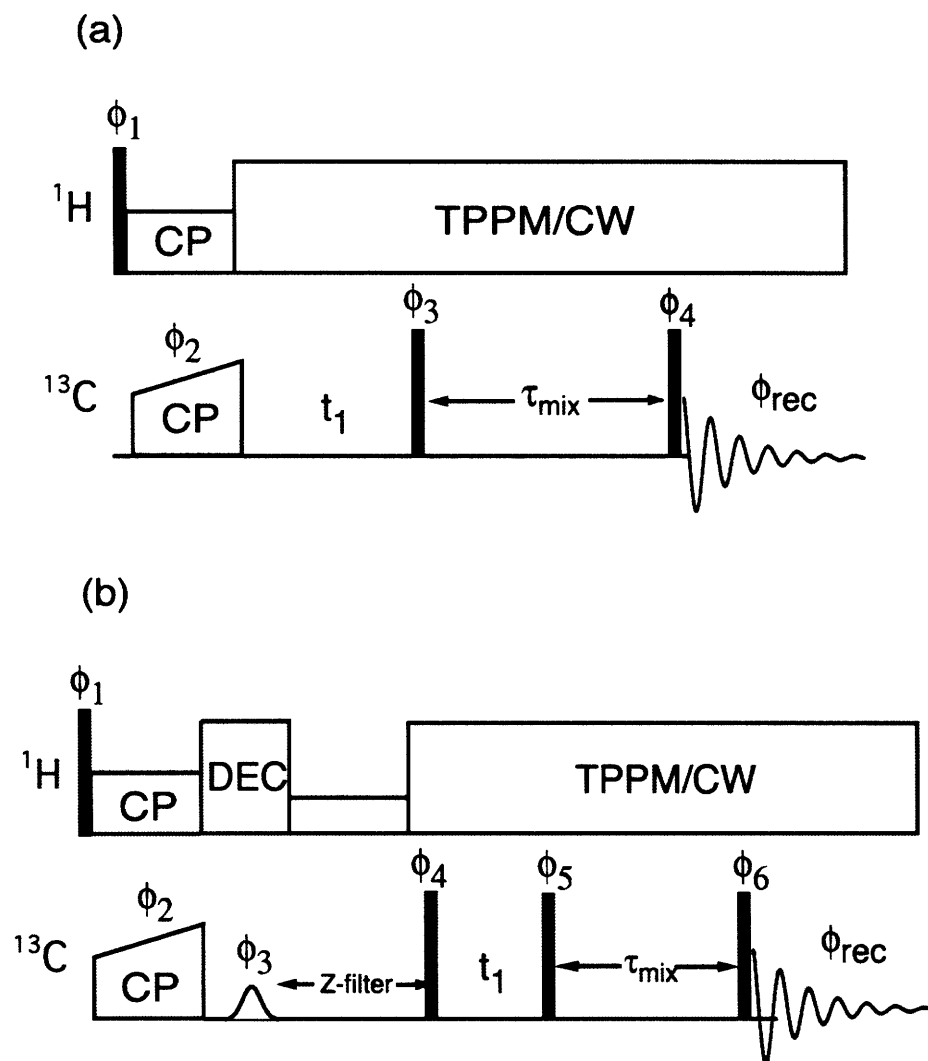 (a)
ϕ1
¹H
CP
TPPM/CW
ϕ2
ϕ3
ϕ4
¹³C
CP
t1
τmix
ϕrec
(b)
ϕ1
¹H
CP
DEC
TPPM/CW
ϕ2
ϕ3
ϕ4
ϕ5
ϕ6
¹³C
CP
Z-filter
t1
τmix
ϕrec